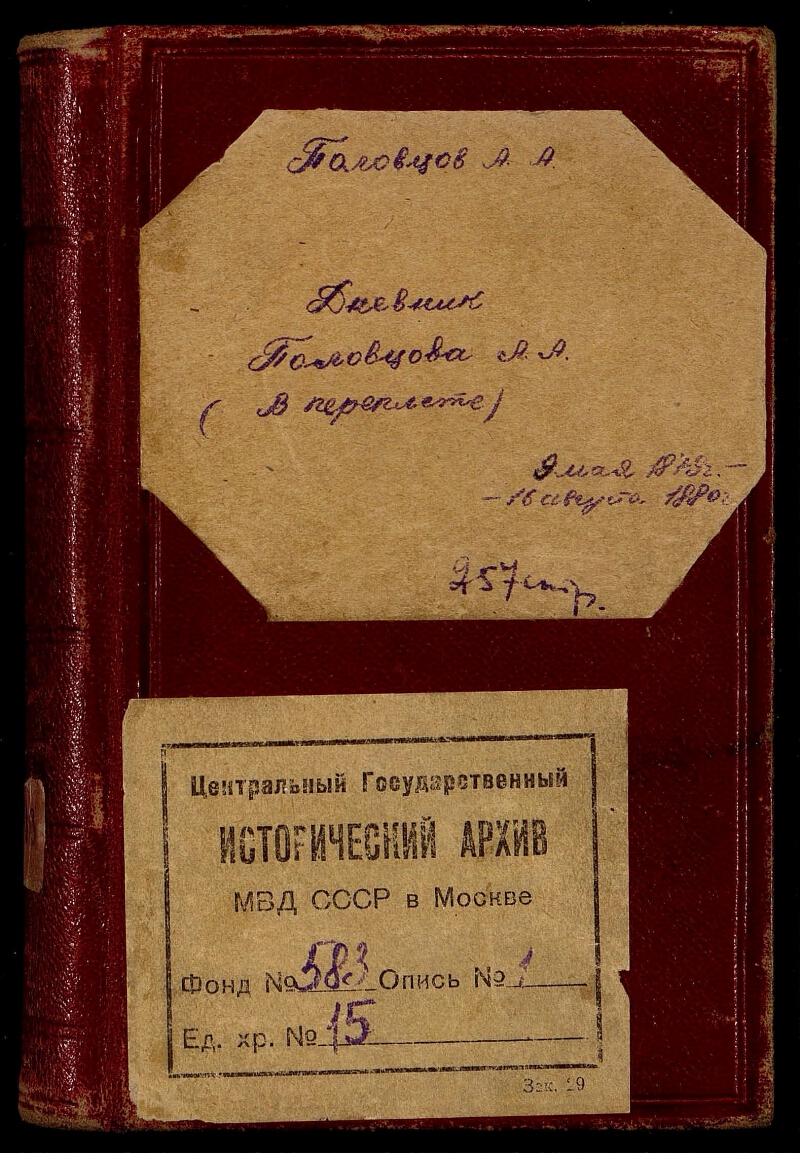 Половцов А. А.
Дневник
Половцова А. А.
(в переплете)
9 мая 1879г. –
– 16 августа 1880г
257 стр.
Центральный Государственный
ИСТОРИЧЕСКИЙ АРХИВ
МВД СССР в Москве
Фонд № 583 Опись № 1
Ед. хр. № 15
Зак. 29